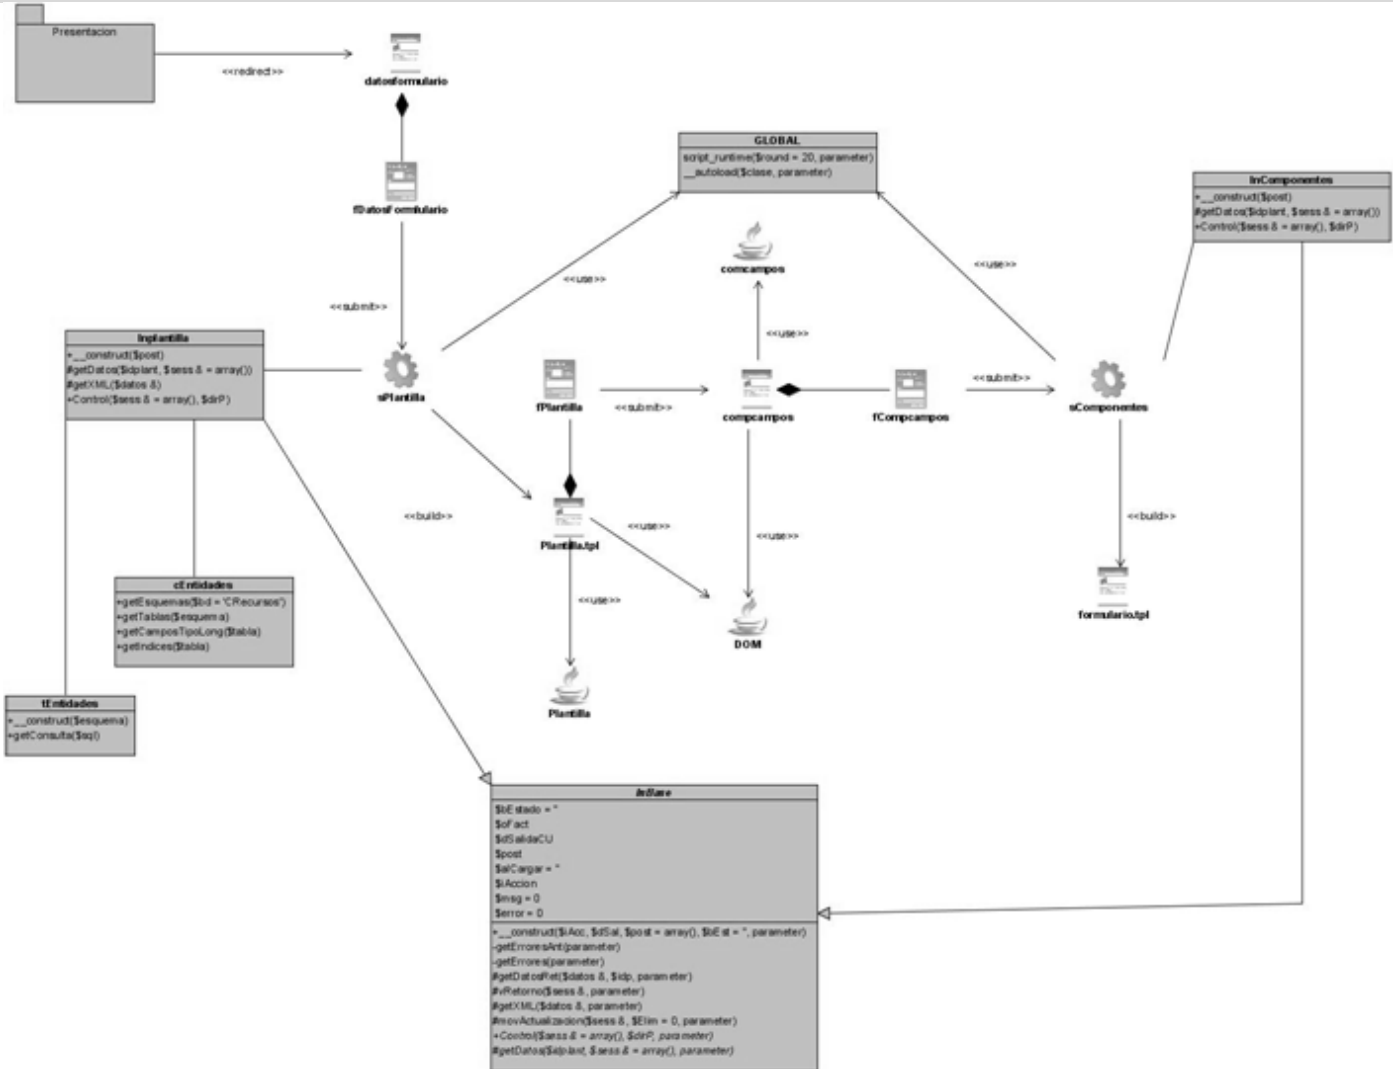 Presentacion
<<redirect>>
datosformulario
fDatosFormlulario
<<submit>>
GLOBAL
script_runtime($round = 20, parameter)
__autoload($clase, parameter)
InComponentes
+__construct($post)
#getDatos($idplant, $sess & = array())
+Control($sess & = array(), $dirP)
comcampos
<<use>>
<<use>>
<<use>>
Inplantilla
+__construct($post)
#getDatos($idplant, $sess & = array())
#getXML($datos &)
+Control($sess & = array(), $dirP)
sPlantilla
fPlantilla
<<submit>>
compcampos
fCompcampos
<<submit>>
sComponentes
<<build>>
Plantilla.tpl
<<use>>
<<use>>
<<build>>
<<use>>
DOM
formulario.tpl
Plantilla
cEntidades
+getEsquemas($bd = 'CRecursos')
+getTablas($esquema)
+getCamposTipoLong($tabla)
+getIndices($tabla)
tEntidades
+__construct($esquema)
+getConsulta($sql)
InBase
$bEstado = ''
$oFact
$dSalidaCU
$post
$alCargar = ''
$iAccion
$msg = 0
$error = 0
+__construct($iAcc, $dSal, $post = array(), $bEst = '', parameter)
-getErroresAnt(parameter)
-getErrores(parameter)
#getDatosRet($datos &, $idp, parameter)
#vRetorno($sess &, parameter)
#getXML($datos &, parameter)
#movActualizacion($sess &, $Elim = 0, parameter)
+Control($sess & = array(), $dirP, parameter)
#getDatos($idplant, $sess & = array(), parameter)